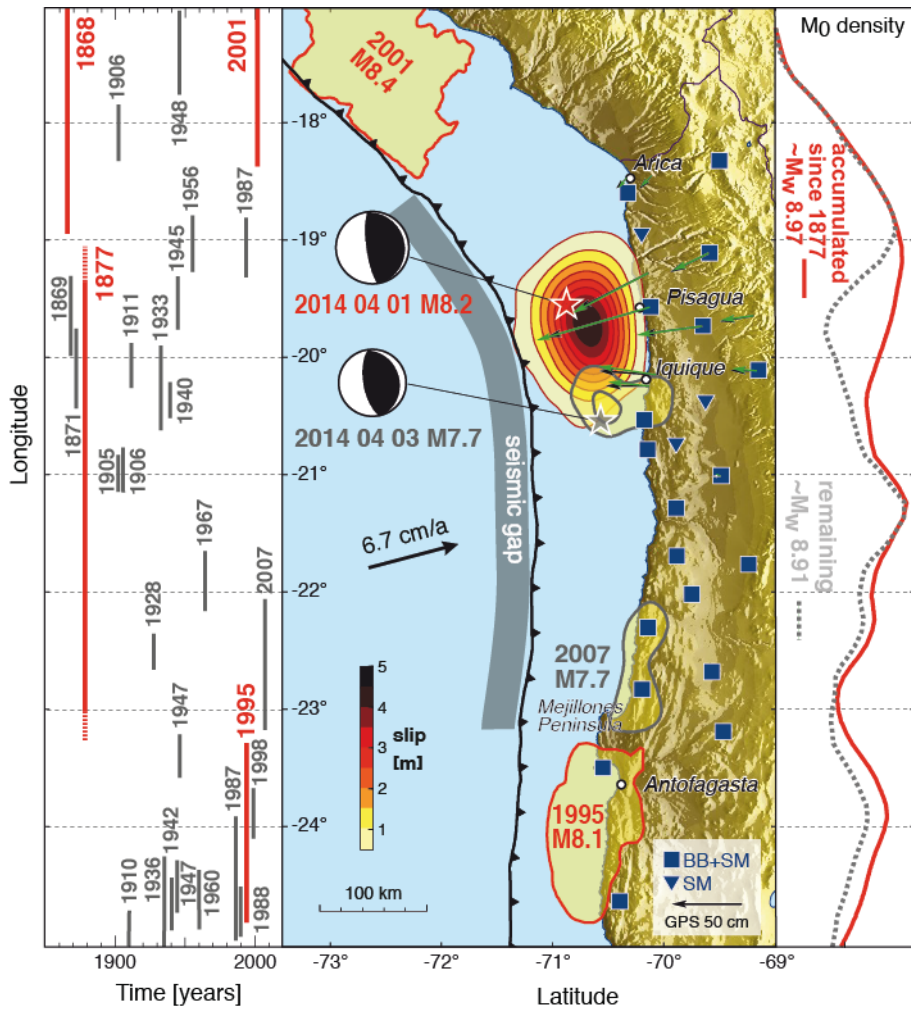 1868
2001
1906
1948
1956
1987
1945
1877
1869
1911
1933
1940
1871
1905
1906
1967
2007
1928
1995
1947
1998
1987
1942
1910
1936
1947
1960
1988
Longitude
1900
1950
2000
Time [years]
-18°
-19°
-20°
-21°
-22°
-23°
-24°
2001
M8.4
Arica
2014 04 01 M8.2
Pisagua
Iquique
2014 04 03 M7.7
seismic gap
6.7 cm/a
2007
M7.7
Mejillones
Peninsula
5
4
3
2
1
slip
[m]
Antofagasta
1995
M8.1
100 km
BB+SM
SM
GPS 50 cm
-73°
-72°
-71°
-70°
-69°
Latitude
M0 density
accumulated
since 1877
~Mw 8.97
remaining
~Mw 8.91